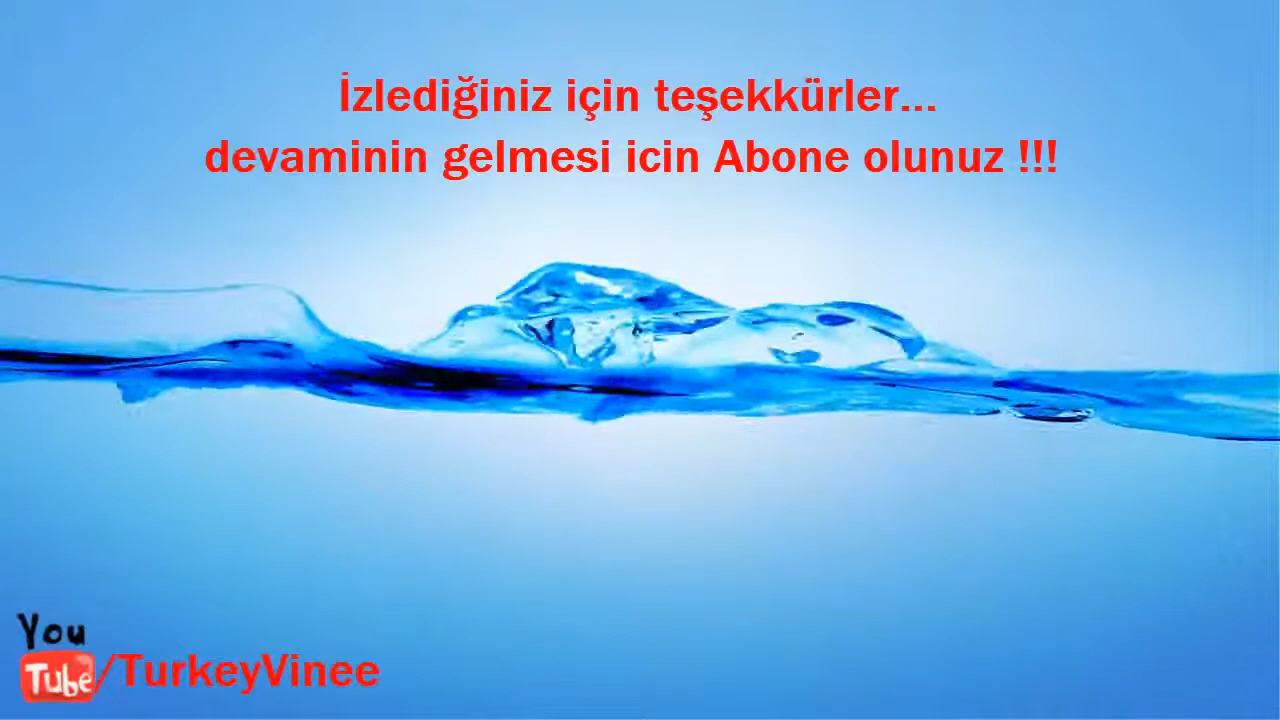 İzlediğiniz için teşekkürler...
devaminin gelmesi icin Abone olunuz !!!
You
Tube/TurkeyVinee